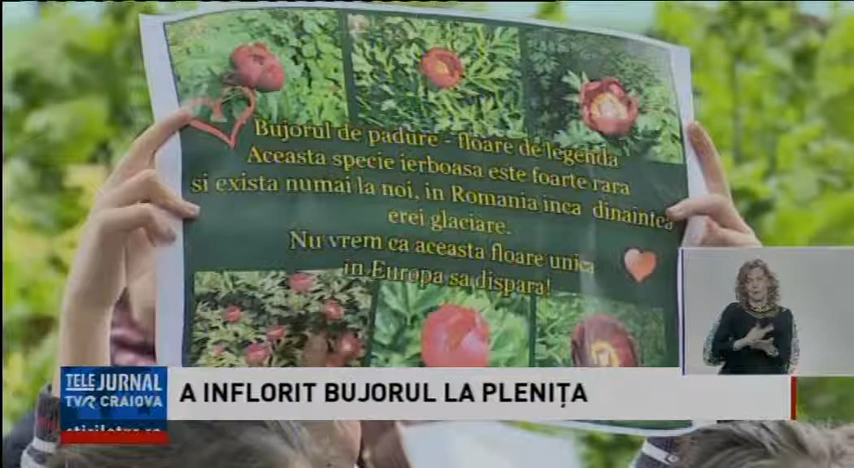 Bujorul de padure - floare de legenda
Aceasta specie ierboasa este foarte rara
si exista numai la noi, in Romania inca dinaintea
erei glaciare.
Nu vrem ca aceasta floare unica
in Europa sa dispara!
TELEJURNAL
TVR CRAIOVA
A INFLORIT BUJORUL LA PLENIȚA